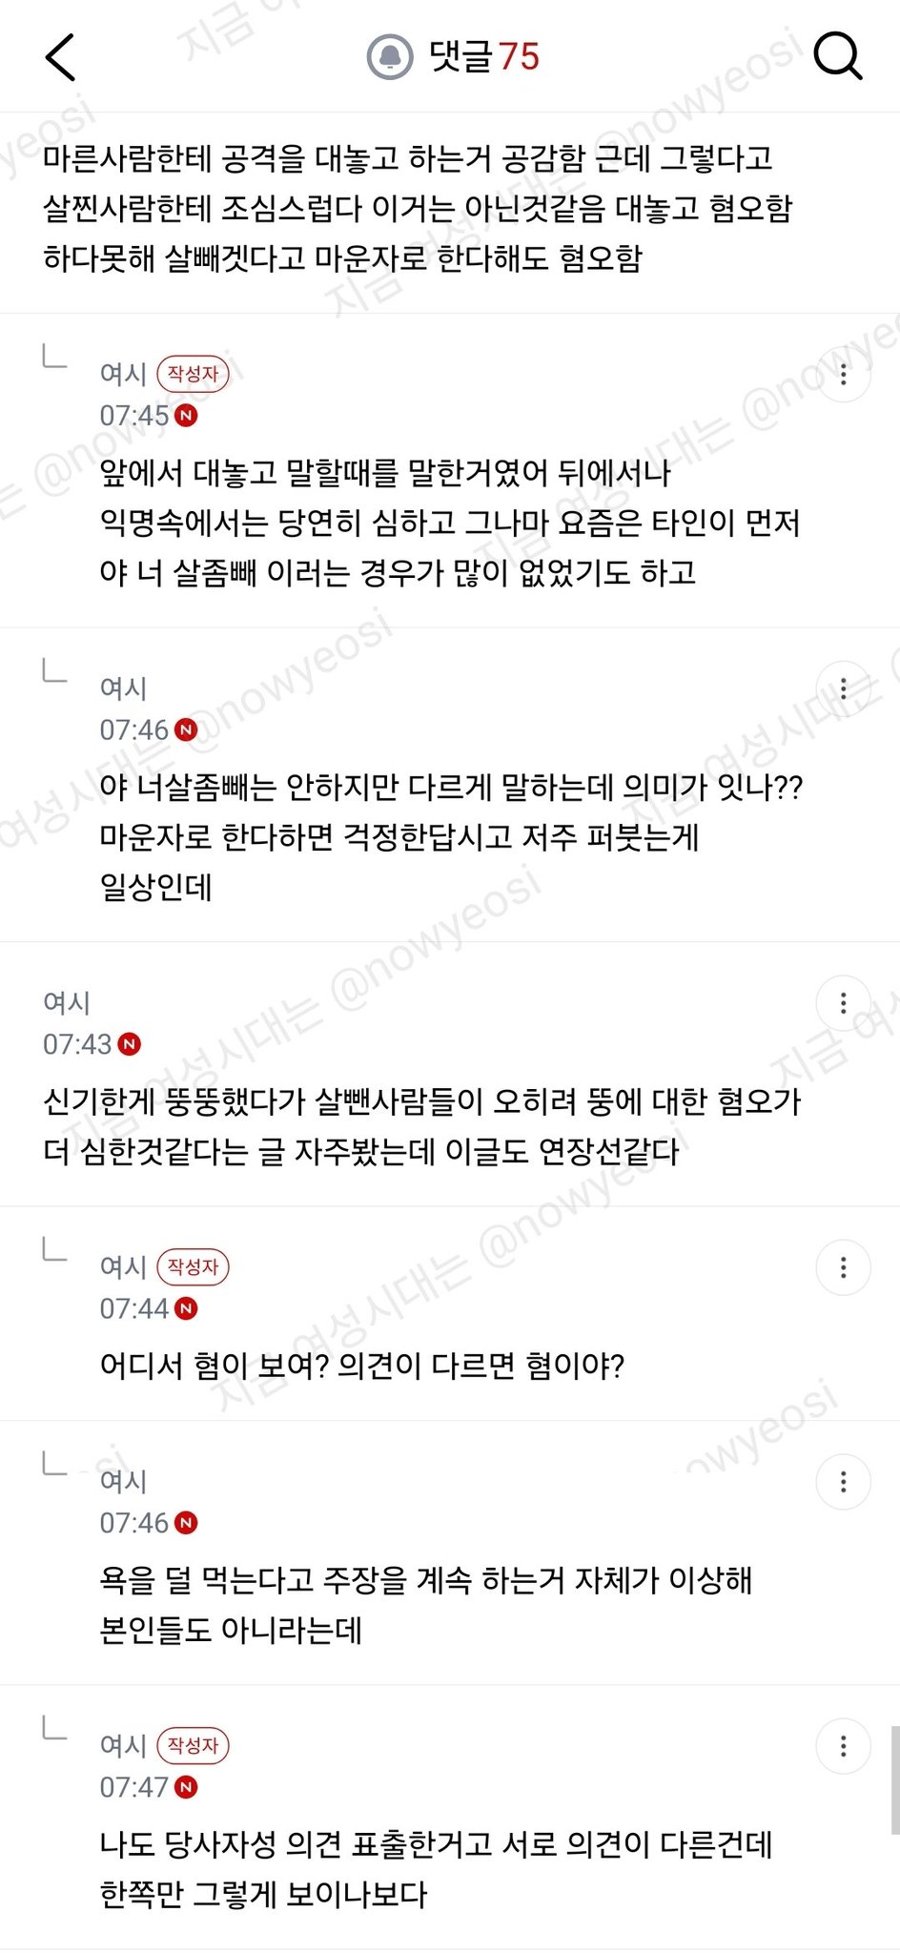 댓글 75
마른사람한테 공격을 대놓고 하는거 공감함 근데 그렇다고
살찐사람한테 조심스럽다 이거는 아닌것같음 대놓고 혐오함
하다못해 살빼겟다고 마운자로 한다해도 혐오함
여시 작성자
07:45 N
앞에서 대놓고 말할때를 말한거였어 뒤에서나
익명속에서는 당연히 심하고 그나마 요즘은 타인이 먼저
야 너 살좀빼 이러는 경우가 많이 없었기도 하고
여시
07:46 N
야 너살좀빼는 안하지만 다르게 말하는데 의미가 잇나??
마운자로 한다하면 걱정한답시고 저주 퍼붓는게
일상인데
여시
07:43 N
신기한게 뚱뚱했다가 살뺀사람들이 오히려 뚱에 대한 혐오가
더 심한것같다는 글 자주봤는데 이글도 연장선같다
여시 작성자
07:44 N
어디서 혐이 보여? 의견이 다르면 혐이야?
여시
07:46 N
욕을 덜 먹는다고 주장을 계속 하는거 자체가 이상해
본인들도 아니라는데
여시 작성자
07:47 N
나도 당사자성 의견 표출한거고 서로 의견이 다른건데
한쪽만 그렇게 보이나보다
지금 여성시대는 @nowyeosi